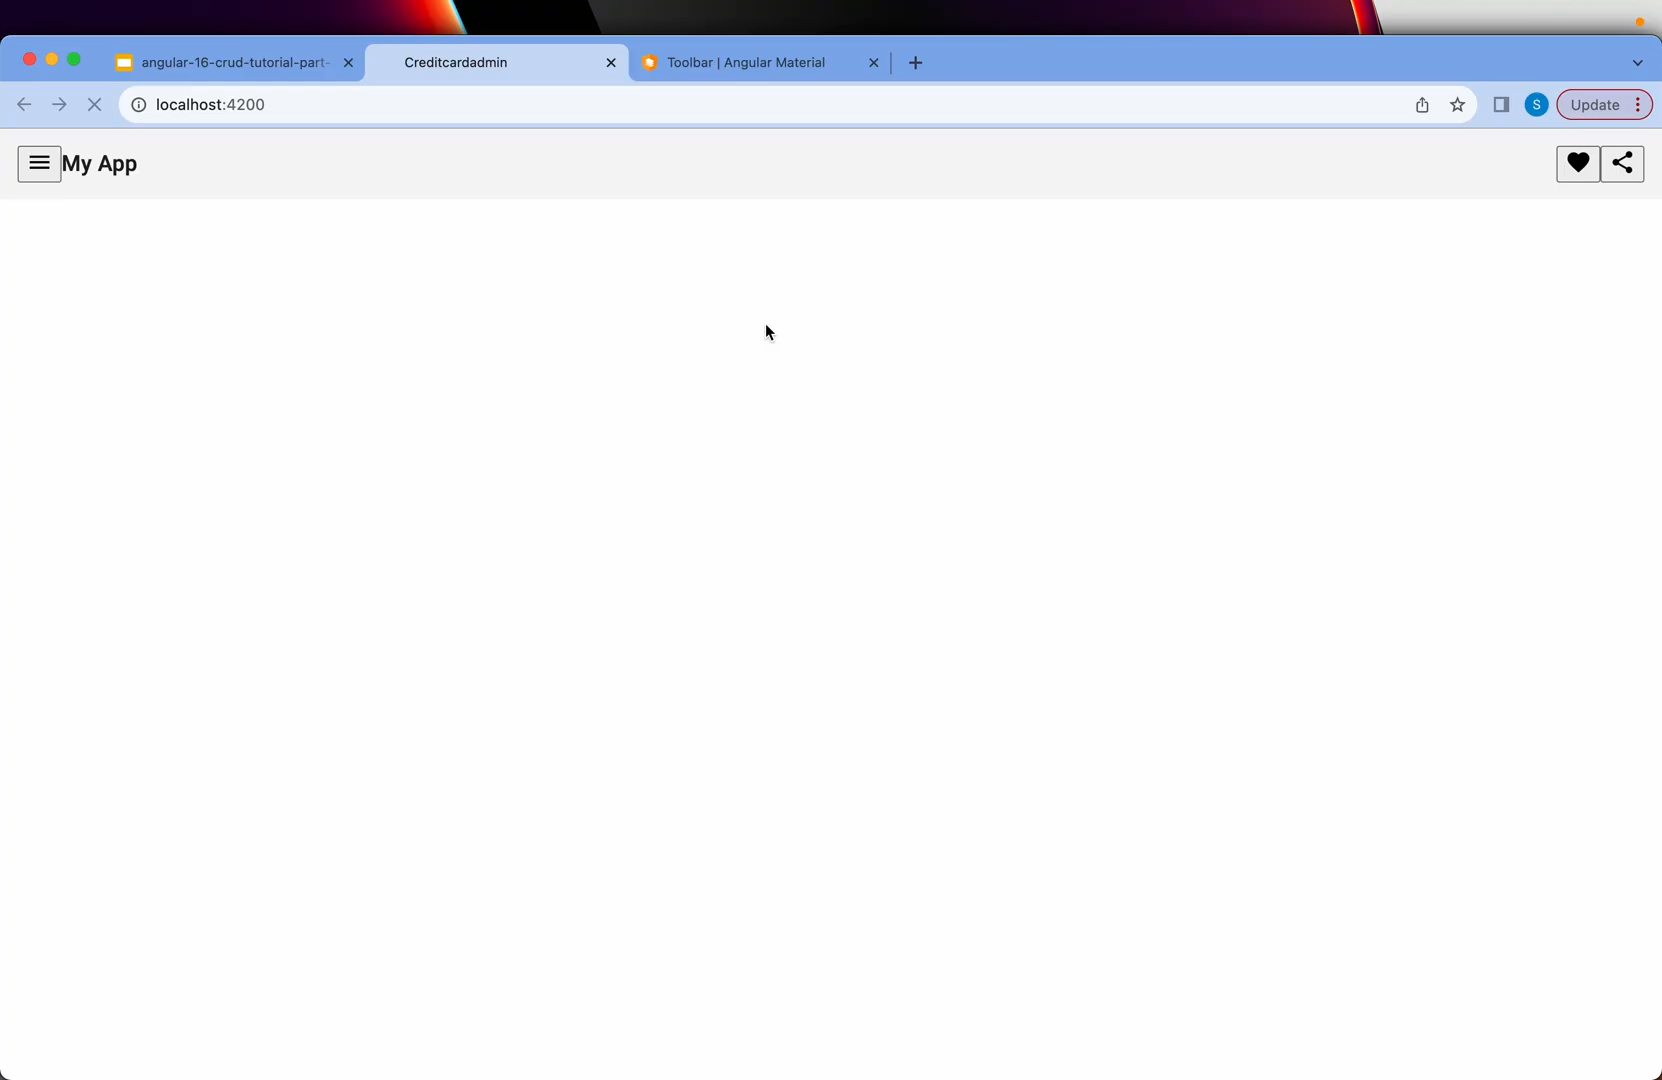 angular-16-crud-tutorial-part-
Creditcardadmin
Toolbar | Angular Material
localhost:4200
S
Update
My App